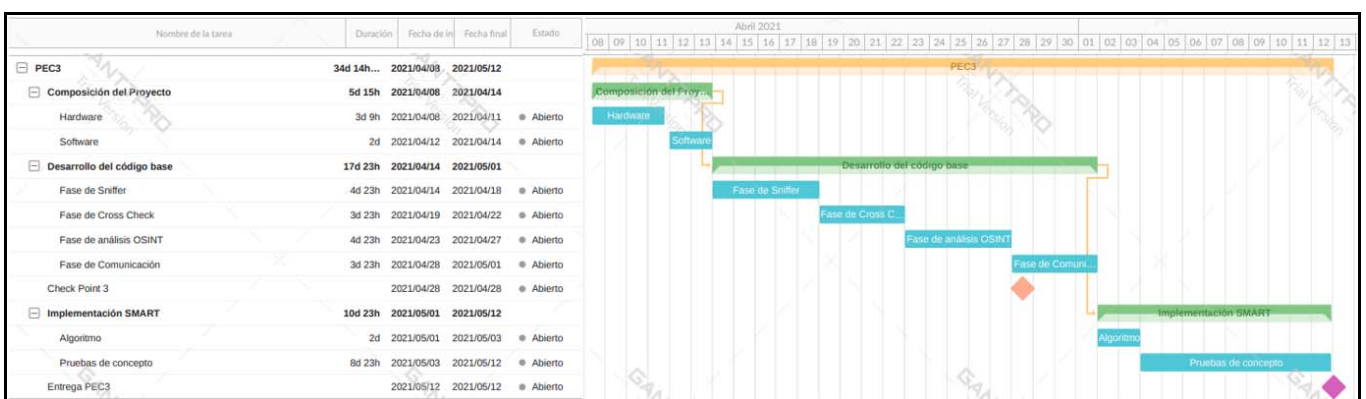 Nombre de la tarea Duración Fecha de in Fecha final Estado Abril 2021
08 09 10 11 12 13 14 15 16 17 18 19 20 21 22 23 24 25 26 27 28 29 30 01 02 03 04 05 06 07 08 09 10 11 12 13
PEC3 34d 14h... 2021/04/08 2021/05/12 PEC3
Composición del Proyecto 5d 15h 2021/04/08 2021/04/14 Composición del Proy...
Hardware 3d 9h 2021/04/08 2021/04/11 Abierto Hardware
Software 2d 2021/04/12 2021/04/14 Abierto Software
Desarrollo del código base 17d 23h 2021/04/14 2021/05/01 Desarrollo del código base
Fase de Sniffer 4d 23h 2021/04/14 2021/04/18 Abierto Fase de Sniffer
Fase de Cross Check 3d 23h 2021/04/19 2021/04/22 Abierto Fase de Cross C...
Fase de análisis OSINT 4d 23h 2021/04/23 2021/04/27 Abierto Fase de análisis OSINT
Fase de Comunicación 3d 23h 2021/04/28 2021/05/01 Abierto Fase de Comuni...
Check Point 3 2021/04/28 2021/04/28 Abierto
Implementación SMART 10d 23h 2021/05/01 2021/05/12 Implementación SMART
Algoritmo 2d 2021/05/01 2021/05/03 Abierto Algoritmo
Pruebas de concepto 8d 23h 2021/05/03 2021/05/12 Abierto Pruebas de concepto
Entrega PEC3 2021/05/12 2021/05/12 Abierto
GANTTPRO
Trial Version